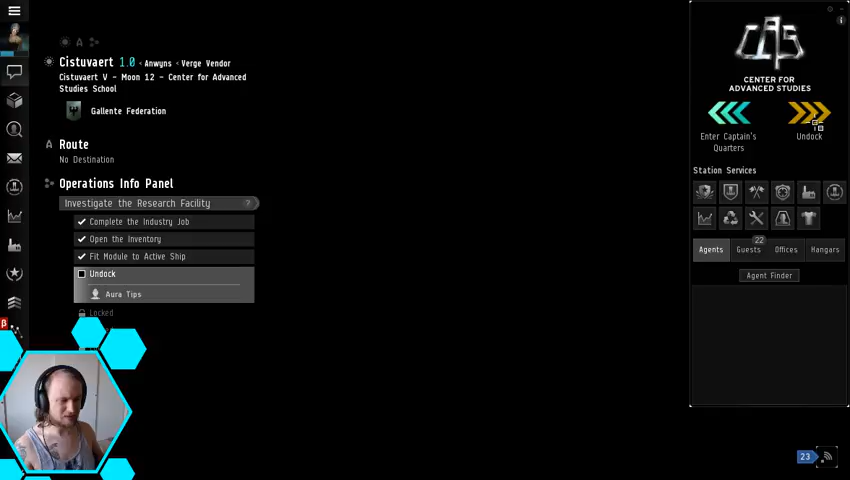 Cistuvaert 1.0 < Anwyns < Verge Vendor
Cistuvaert V - Moon 12 - Center for Advanced
Studies School
Gallente Federation
Route
No Destination
Operations Info Panel
Investigate the Research Facility 7
Complete the Industry Job
Open the Inventory
Fit Module to Active Ship
Undock
Aura Tips
Locked
β
CAS
CENTER FOR
ADVANCED STUDIES
Enter Captain's
Quarters
Undock
Station Services
22
Agents Guests Offices Hangars
Agent Finder
23